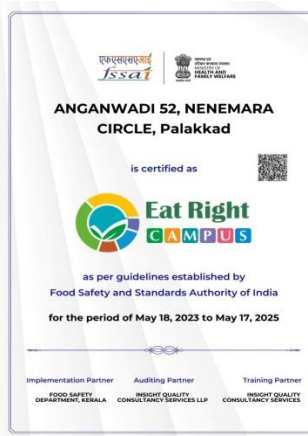 एफएसएसएआई
fssai
MINISTRY OF
HEALTH AND
FAMILY WELFARE
ANGANWADI 52, NENEMARA
CIRCLE, Palakkad
is certified as
Eat Right
CAMPUS
as per guidelines established by
Food Safety and Standards Authority of India
for the period of May 18, 2023 to May 17, 2025
Implementation Partner
FOOD SAFETY
DEPARTMENT, KERALA
Auditing Partner
INSIGHT QUALITY
CONSULTANCY SERVICES LLP
Training Partner
INSIGHT QUALITY
CONSULTANCY SERVICES